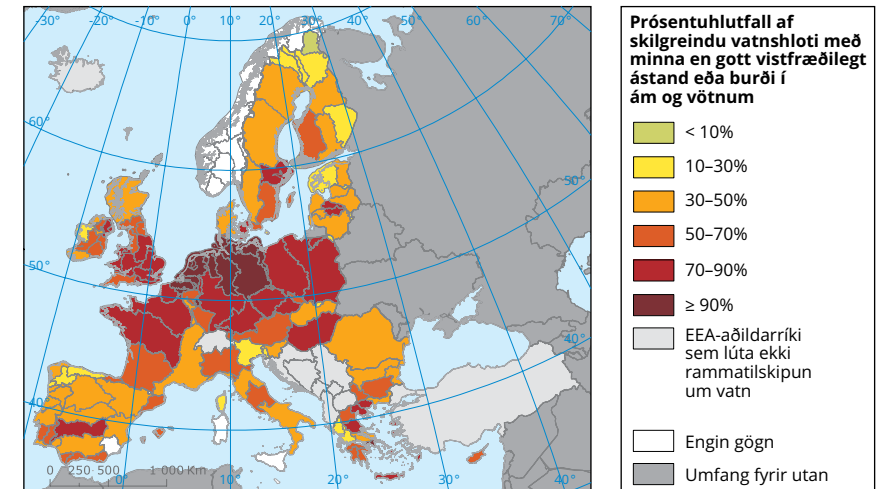 -30° -20° -10° 0° 10° 20° 30° 40° 50° 60° 70°
60°
50°
50°
40°
40°
0 250 500 1 000 Km
0° 10° 20° 30° 40°
Prósentuhlutfall af
skilgreindu vatnshloti með
minna en gott vistfræðilegt
ástand eða burði í
ám og vötnum
< 10%
10–30%
30–50%
50–70%
70–90%
≥ 90%
EEA-aðildarríki
sem lúta ekki
rammatilskipun
um vatn
Engin gögn
Umfang fyrir utan